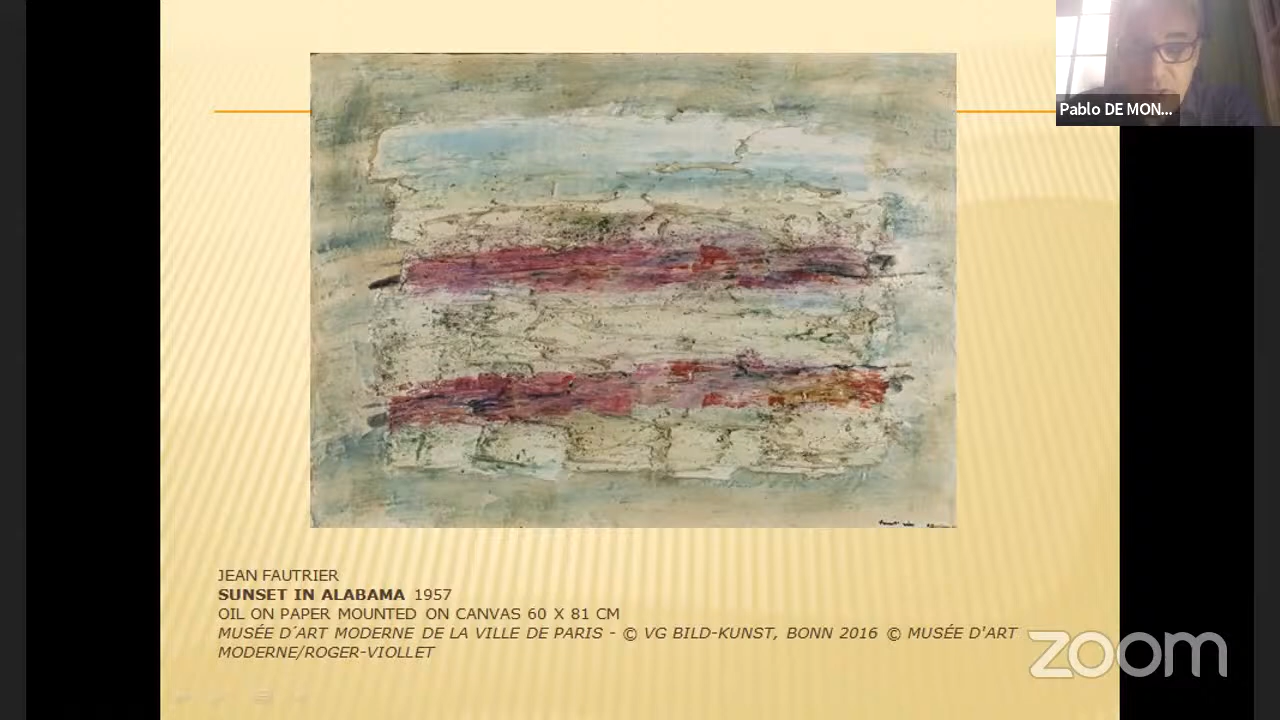 Pablo DE MON...
JEAN FAUTRIER
SUNSET IN ALABAMA 1957
OIL ON PAPER MOUNTED ON CANVAS 60 X 81 CM
MUSÉE D´ART MODERNE DE LA VILLE DE PARIS - © VG BILD-KUNST, BONN 2016 © MUSÉE D'ART
MODERNE/ROGER-VIOLLET
zoom